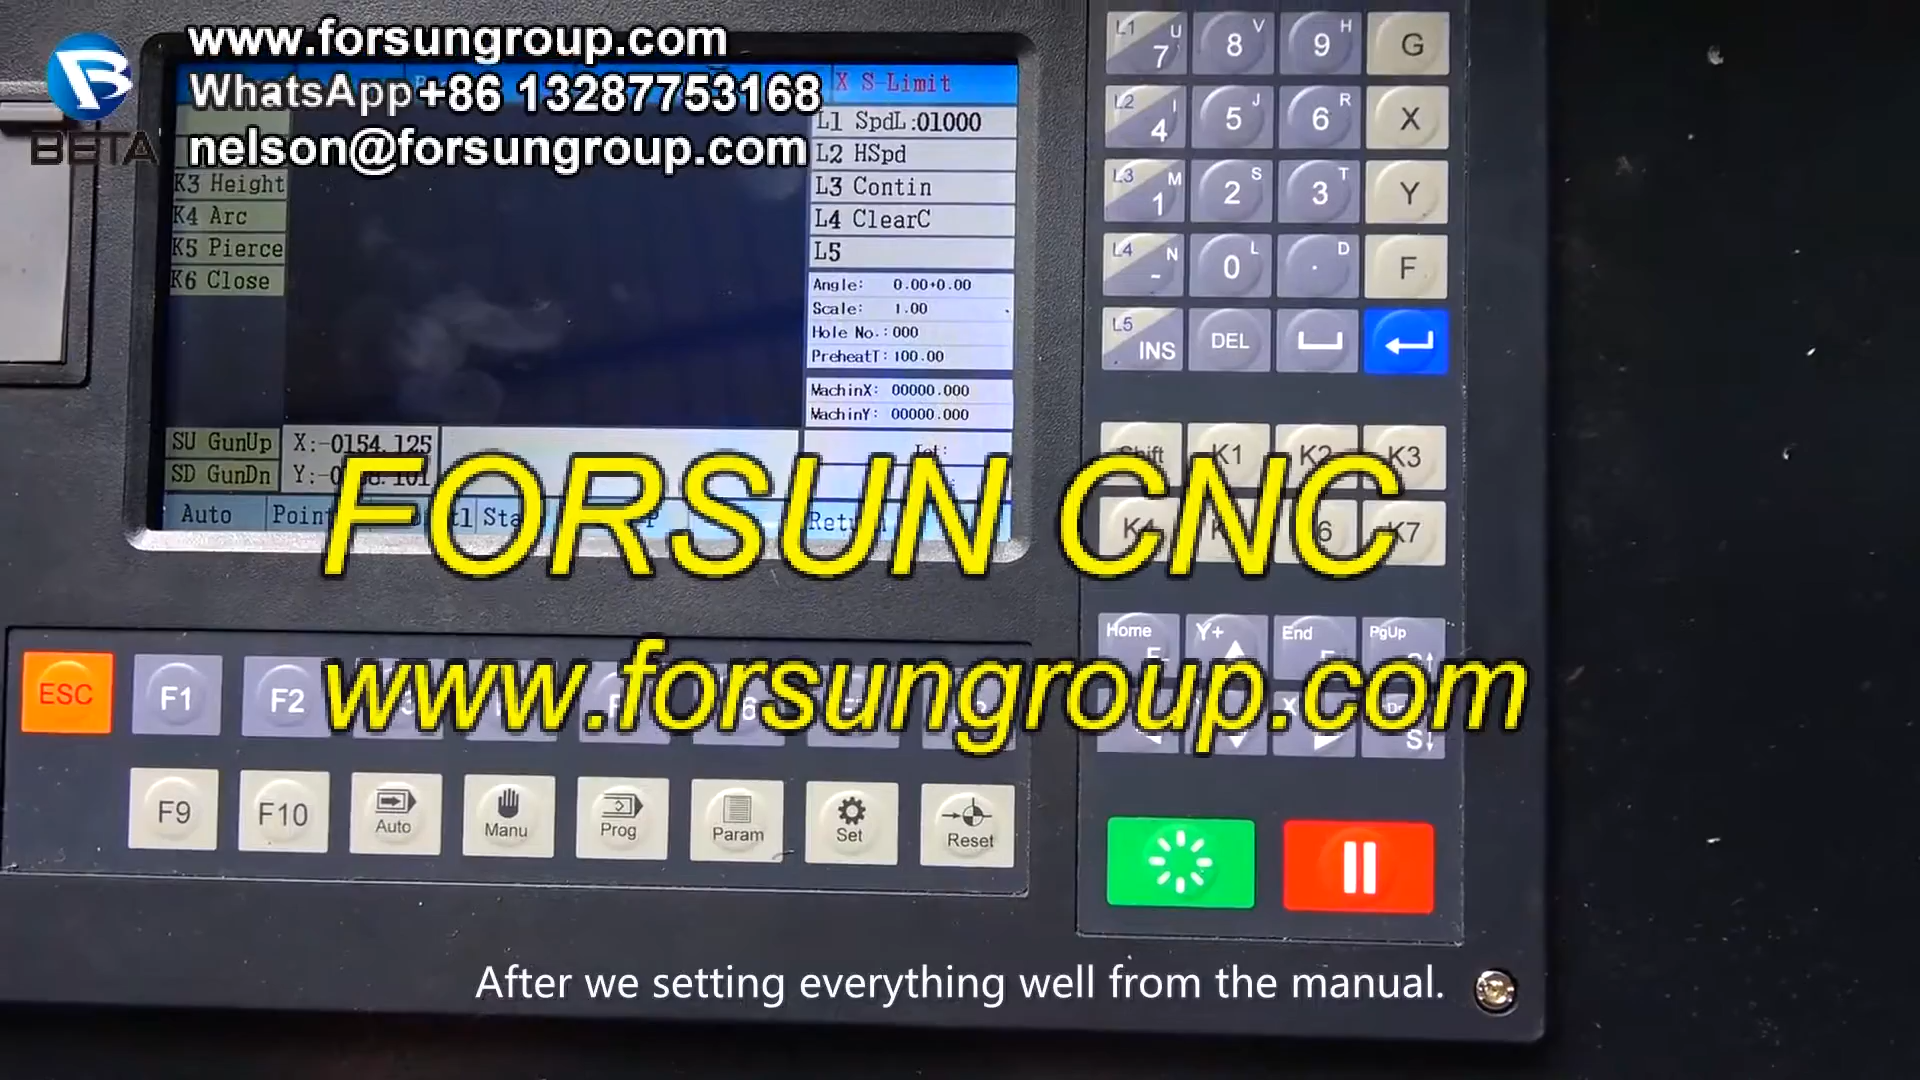 www.forsungroup.com
WhatsApp+86 13287753168
nelson@forsungroup.com
BETA
X S-Limit
L1 SpdL:01000
L2 HSpd
L3 Contin
L4 ClearC
L5
K3 Height
K4 Arc
K5 Pierce
K6 Close
Angle: 0.00+0.00
Scale: 1.00
Hole No.:000
PreheatT:100.00
MachinX: 00000.000
MachinY: 00000.000
SU GunUp
SD GunDn
X:-0154.125
Y:
Auto
FORSUN CNC
www.forsungroup.com
L1 7 U
8 V
9 H
G
L2 4 I
5 J
6 R
X
L3 1 M
2 S
3 T
Y
L4 - N
0 L
. D
F
L5 INS
DEL
Shift
K1
K2
K3
K4
K7
Home
Y+
End
PgUp
ESC
F1
F2
F9
F10
Auto
Manu
Prog
Param
Set
Reset
After we setting everything well from the manual.